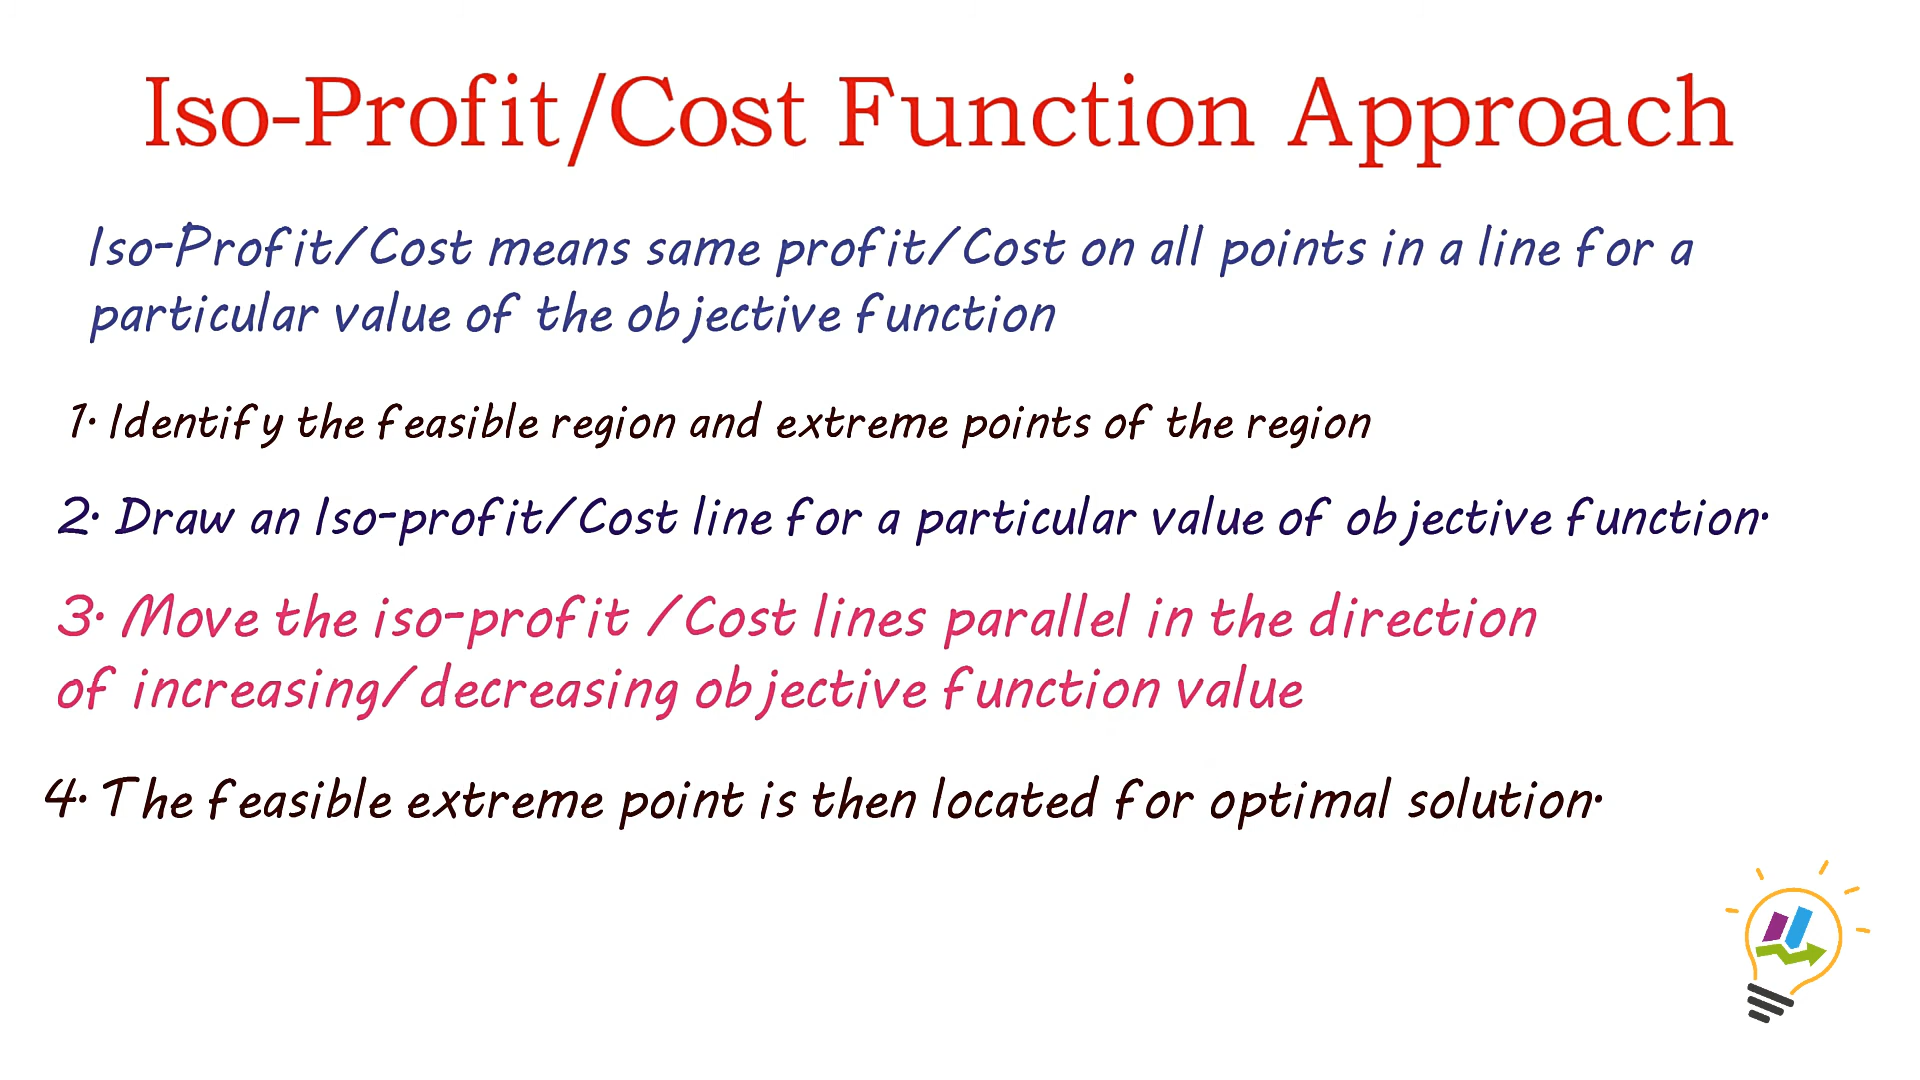 Iso-Profit/Cost Function Approach
Iso-Profit/Cost means same profit/Cost on all points in a line for a
particular value of the objective function
1. Identify the feasible region and extreme points of the region
2. Draw an Iso-profit/Cost line for a particular value of objective function.
3. Move the iso-profit /Cost lines parallel in the direction
of increasing/decreasing objective function value
4. The feasible extreme point is then located for optimal solution.